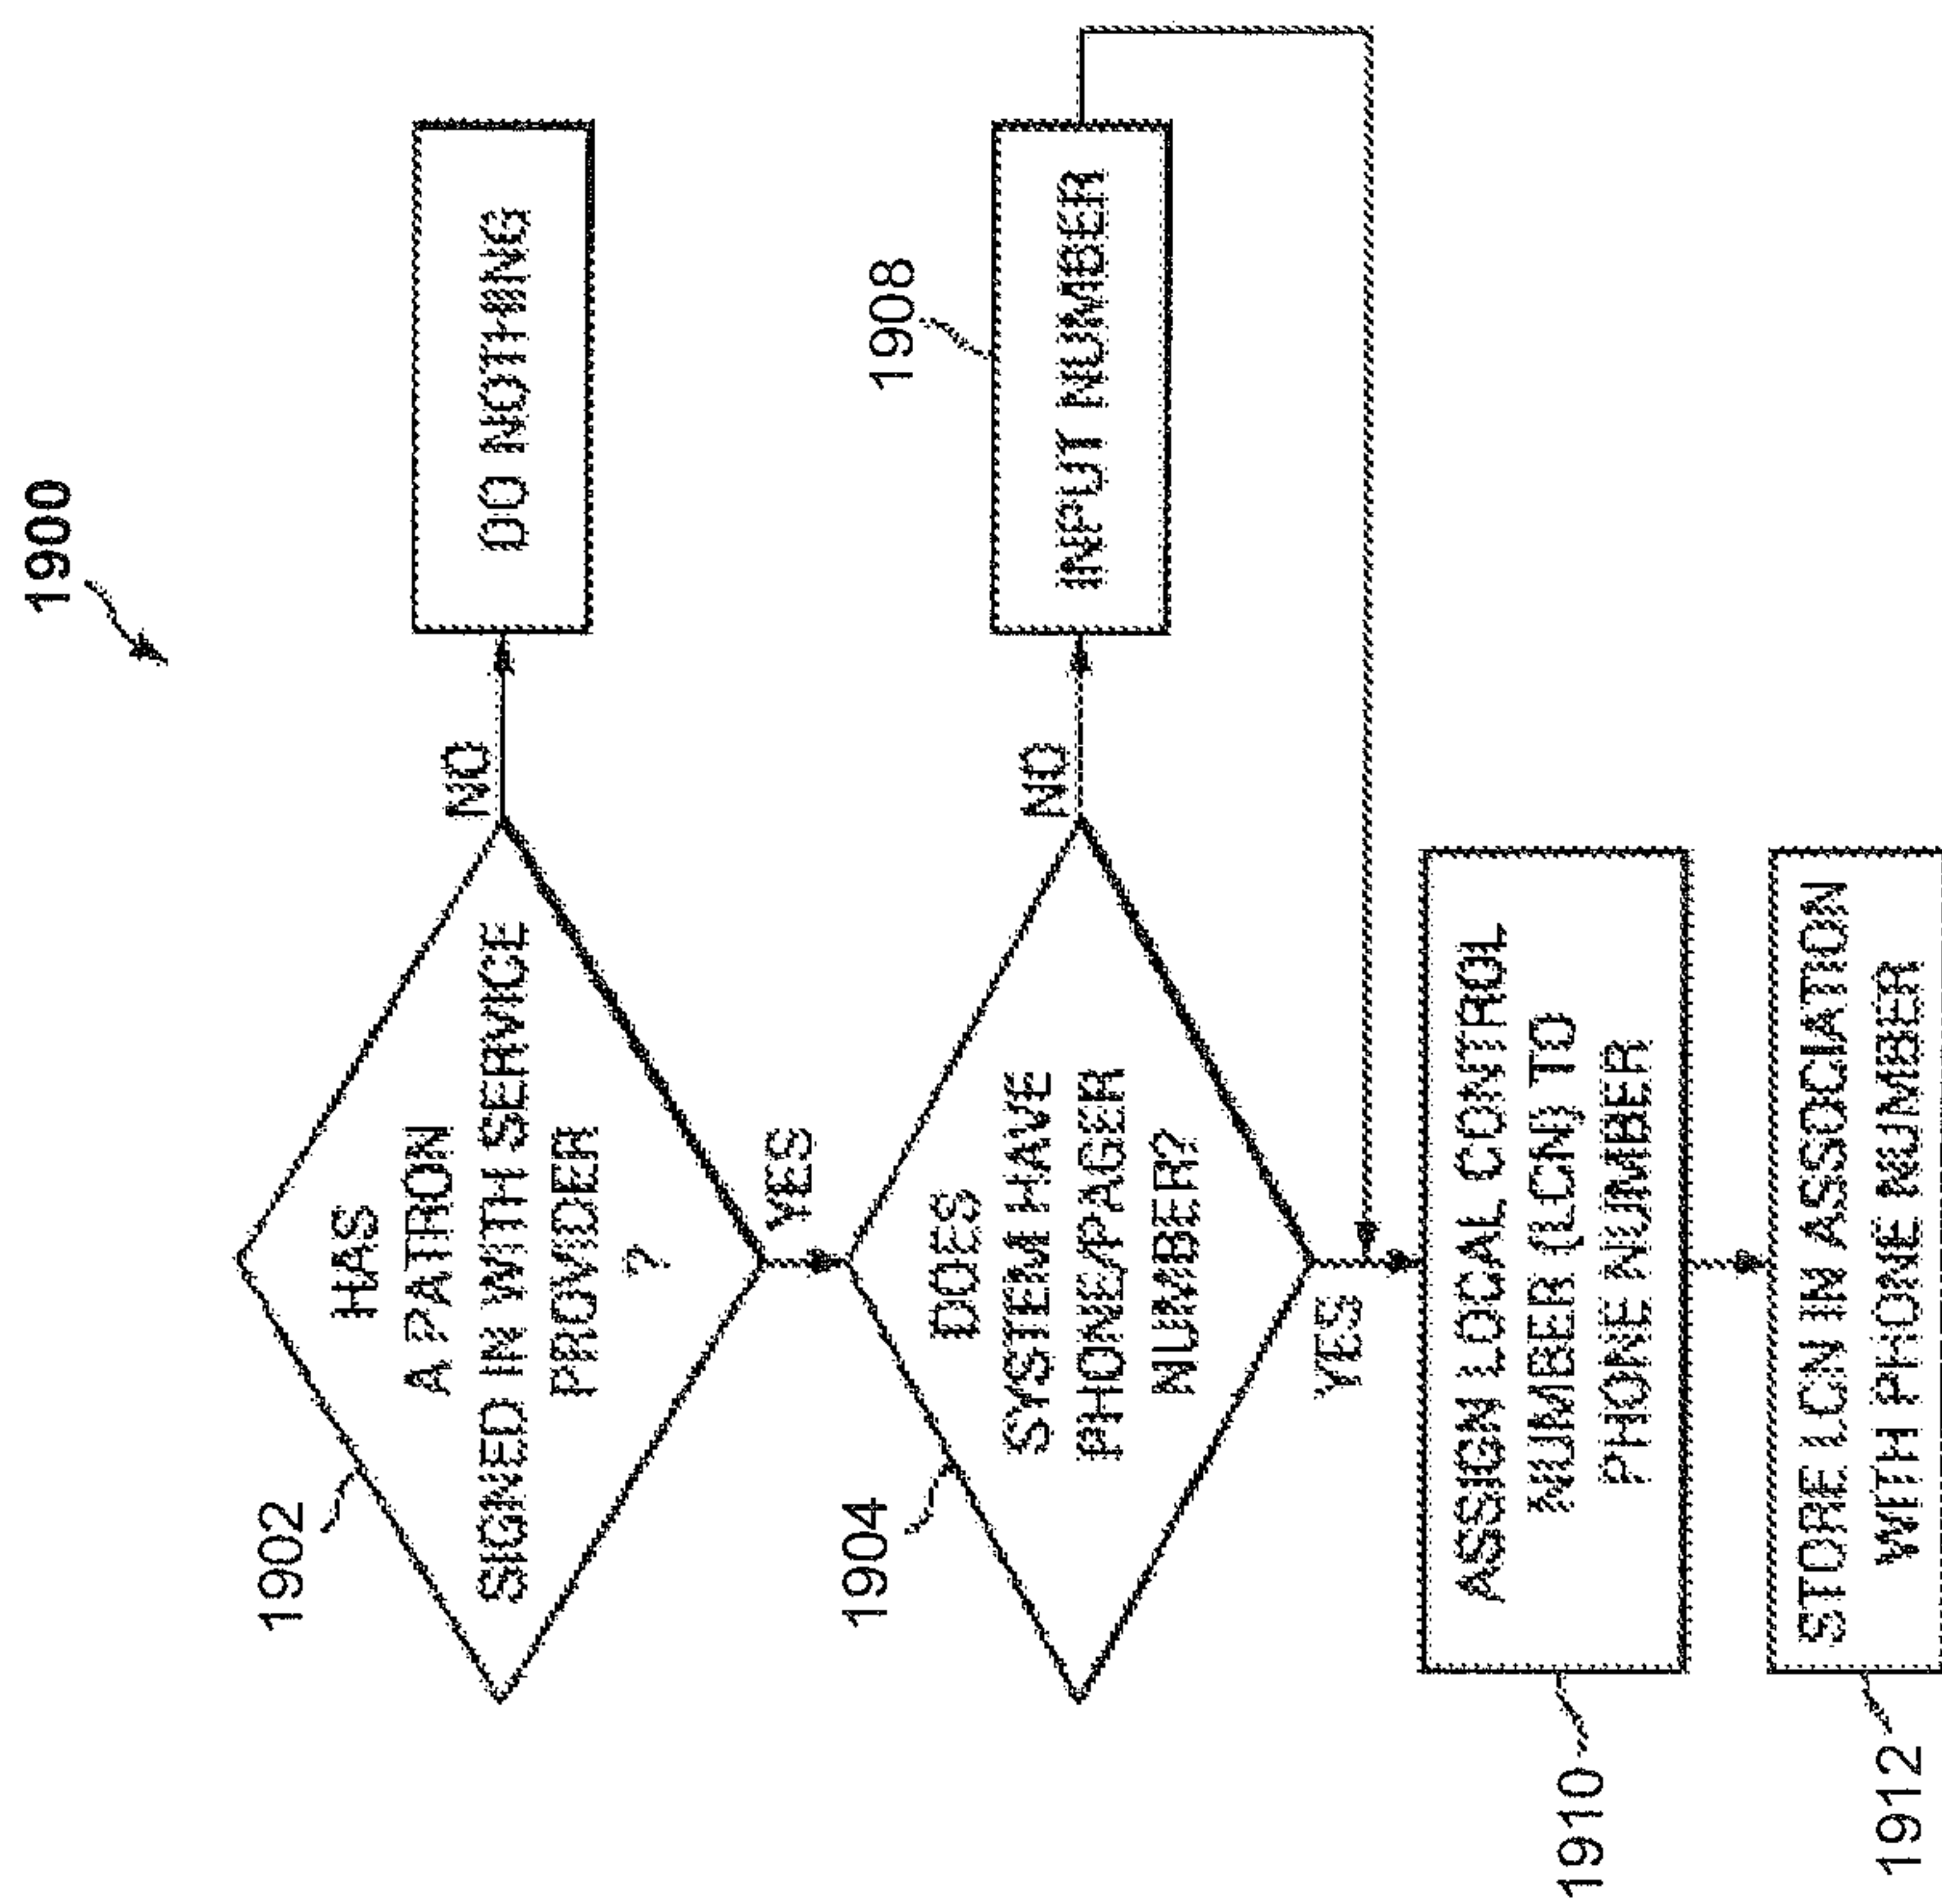 1900
1902
HAS
A PATRON
SIGNED IN WITH SERVICE
PROVIDER
?
NO
DO NOTHING
YES
1904
DOES
SYSTEM HAVE
PHONE/PAGER
NUMBER?
NO
1908
INPUT NUMBER
YES
1910
ASSIGN LOCAL CONTROL
NUMBER (LCN) TO
PHONE NUMBER
1912
STORE LCN IN ASSOCIATION
WITH PHONE NUMBER